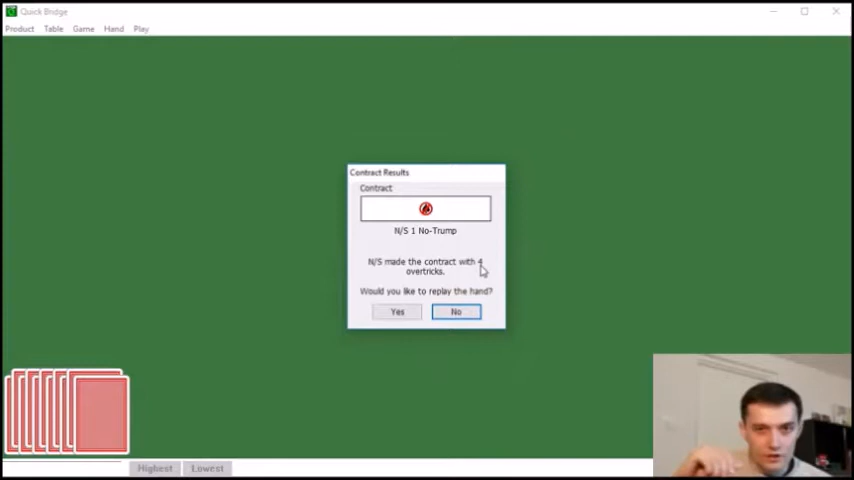 Quick Bridge
Product Table Game Hand Play
Contract Results
Contract
N/S 1 No-Trump
N/S made the contract with 4
overtricks.
Would you like to replay the hand?
Yes No
Highest Lowest